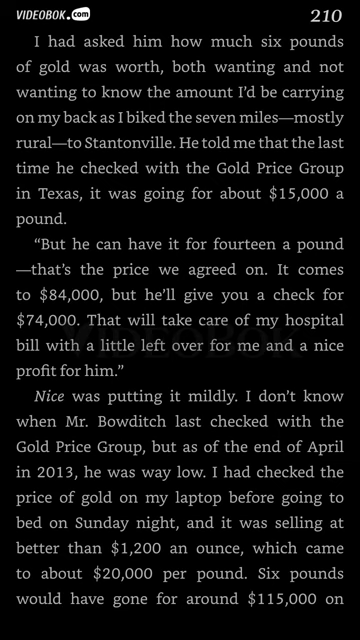 VIDEOBOK.com
210
I had asked him how much six pounds
of gold was worth, both wanting and not
wanting to know the amount I'd be carrying
on my back as I biked the seven miles—mostly
rural—to Stantonville. He told me that the last
time he checked with the Gold Price Group
in Texas, it was going for about $15,000 a
pound.
“But he can have it for fourteen a pound
—that's the price we agreed on. It comes
to $84,000, but he'll give you a check for
$74,000. That will take care of my hospital
bill with a little left over for me and a nice
profit for him.”
VIDEOBOK
Nice was putting it mildly. I don't know
when Mr. Bowditch last checked with the
Gold Price Group, but as of the end of April
in 2013, he was way low. I had checked the
price of gold on my laptop before going to
bed on Sunday night, and it was selling at
better than $1,200 an ounce, which came
to about $20,000 per pound. Six pounds
would have gone for around $115,000 on